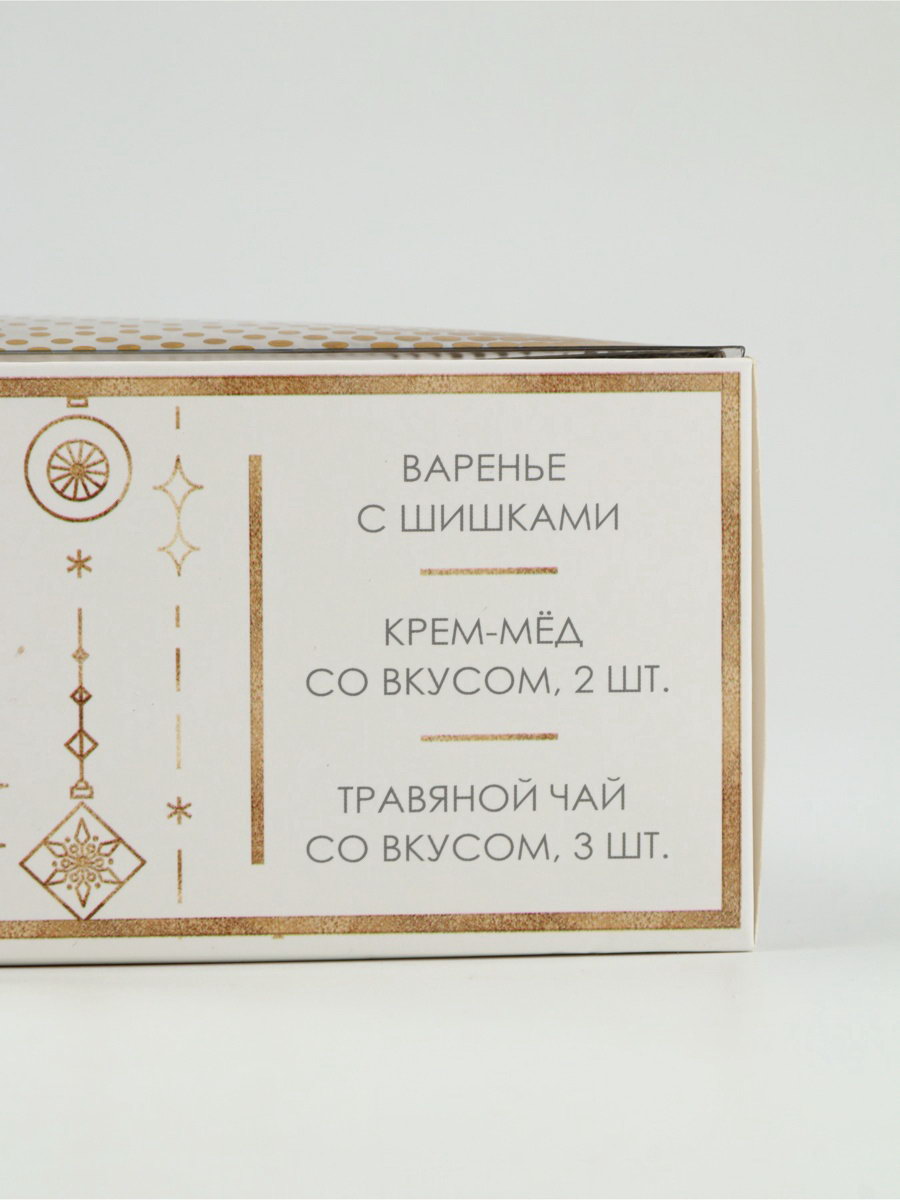 ВАРЕНЬЕ
С ШИШКАМИ
КРЕМ-МЁД
СО ВКУСОМ, 2 ШТ.
ТРАВЯНОЙ ЧАЙ
СО ВКУСОМ, 3 ШТ.